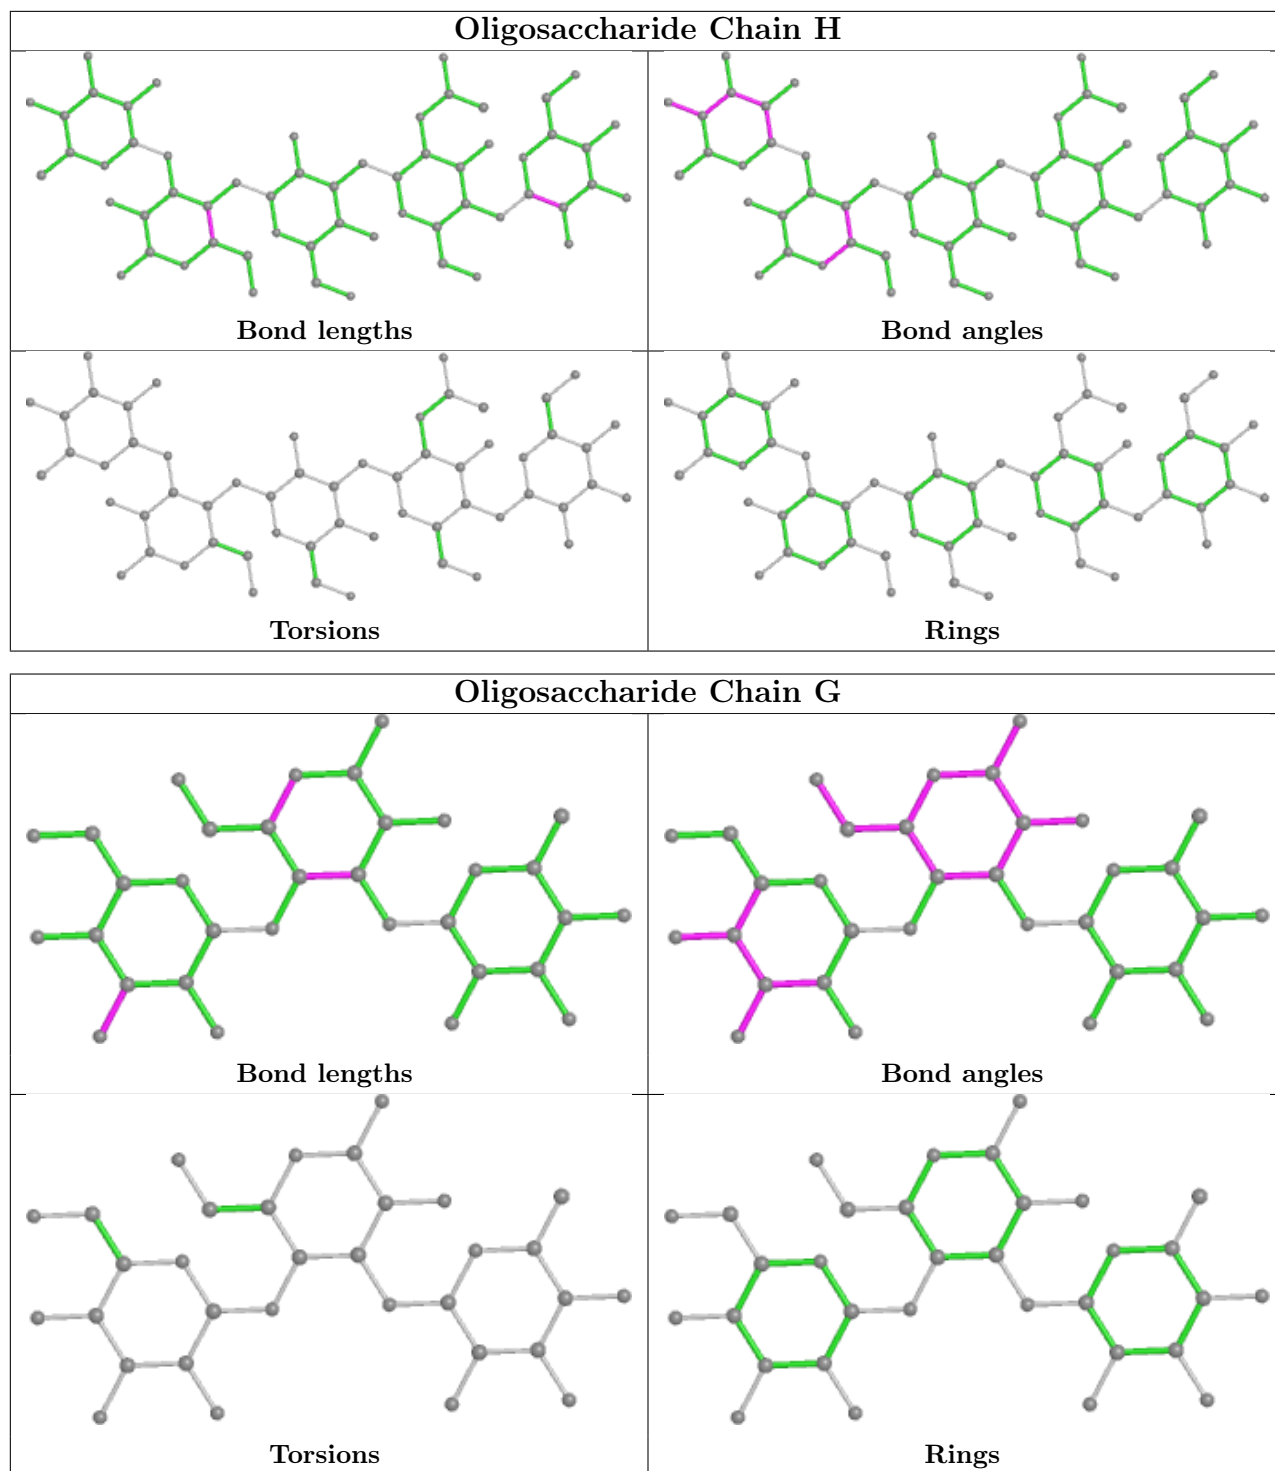 Oligosaccharide Chain H
Bond lengths
Bond angles
Torsions
Rings
Oligosaccharide Chain G
Bond lengths
Bond angles
Torsions
Rings